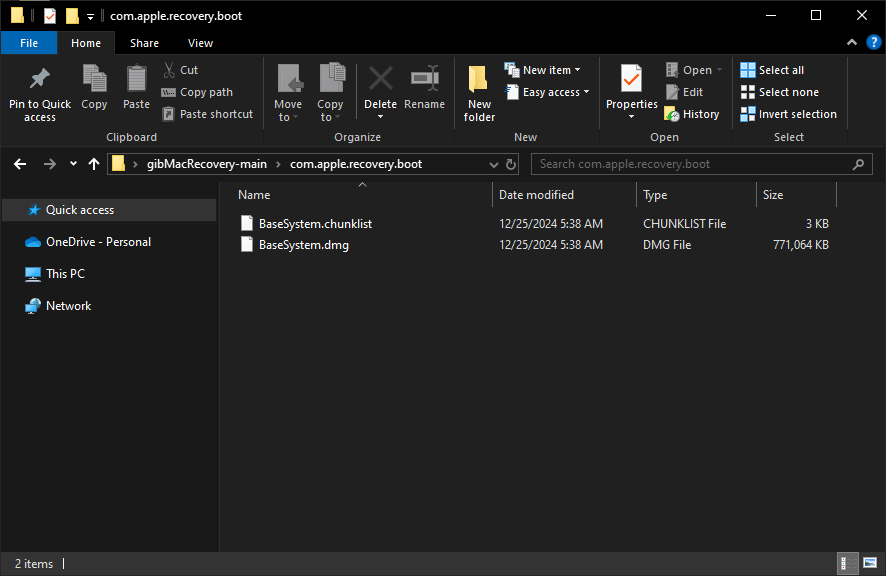 com.apple.recovery.boot
File Home Share View
Pin to Quick access
Copy
Paste
Cut
Copy path
Paste shortcut
Clipboard
Move to
Copy to
Delete
Rename
Organize
New folder
New item
Easy access
New
Properties
Open
Edit
History
Open
Select all
Select none
Invert selection
Select
gibMacRecovery-main > com.apple.recovery.boot
Search com.apple.recovery.boot
Quick access
OneDrive - Personal
This PC
Network
Name Date modified Type Size
BaseSystem.chunklist 12/25/2024 5:38 AM CHUNKLIST File 3 KB
BaseSystem.dmg 12/25/2024 5:38 AM DMG File 771,064 KB
2 items